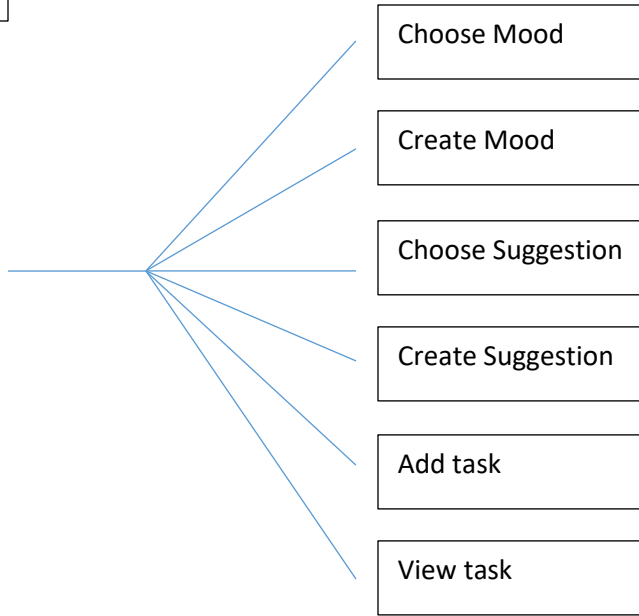 Choose Mood
Create Mood
Choose Suggestion
Create Suggestion
Add task
View task